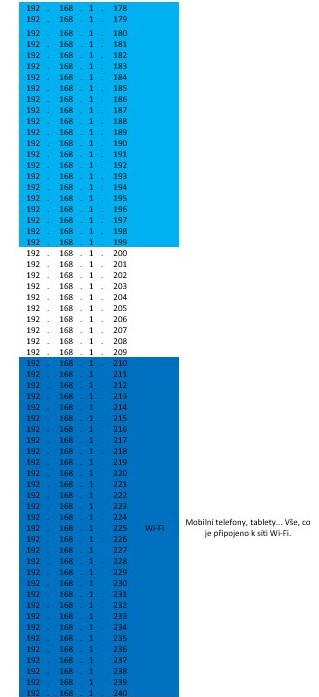 192 . 168 . 1 . 178
192 . 168 . 1 . 179
192 . 168 . 1 . 180
192 . 168 . 1 . 181
192 . 168 . 1 . 182
192 . 168 . 1 . 183
192 . 168 . 1 . 184
192 . 168 . 1 . 185
192 . 168 . 1 . 186
192 . 168 . 1 . 187
192 . 168 . 1 . 188
192 . 168 . 1 . 189
192 . 168 . 1 . 190
192 . 168 . 1 . 191
192 . 168 . 1 . 192
192 . 168 . 1 . 193
192 . 168 . 1 . 194
192 . 168 . 1 . 195
192 . 168 . 1 . 196
192 . 168 . 1 . 197
192 . 168 . 1 . 198
192 . 168 . 1 . 199
192 . 168 . 1 . 200
192 . 168 . 1 . 201
192 . 168 . 1 . 202
192 . 168 . 1 . 203
192 . 168 . 1 . 204
192 . 168 . 1 . 205
192 . 168 . 1 . 206
192 . 168 . 1 . 207
192 . 168 . 1 . 208
192 . 168 . 1 . 209
192 . 168 . 1 . 210
192 . 168 . 1 . 211
192 . 168 . 1 . 212
192 . 168 . 1 . 213
192 . 168 . 1 . 214
192 . 168 . 1 . 215
192 . 168 . 1 . 216
192 . 168 . 1 . 217
192 . 168 . 1 . 218
192 . 168 . 1 . 219
192 . 168 . 1 . 220
192 . 168 . 1 . 221
192 . 168 . 1 . 222
192 . 168 . 1 . 223
192 . 168 . 1 . 224
192 . 168 . 1 . 225 Wi-Fi
Mobilní telefony, tablety... Vše, co
je připojeno k síti Wi-Fi.
192 . 168 . 1 . 226
192 . 168 . 1 . 227
192 . 168 . 1 . 228
192 . 168 . 1 . 229
192 . 168 . 1 . 230
192 . 168 . 1 . 231
192 . 168 . 1 . 232
192 . 168 . 1 . 233
192 . 168 . 1 . 234
192 . 168 . 1 . 235
192 . 168 . 1 . 236
192 . 168 . 1 . 237
192 . 168 . 1 . 238
192 . 168 . 1 . 239
192 . 168 . 1 . 240